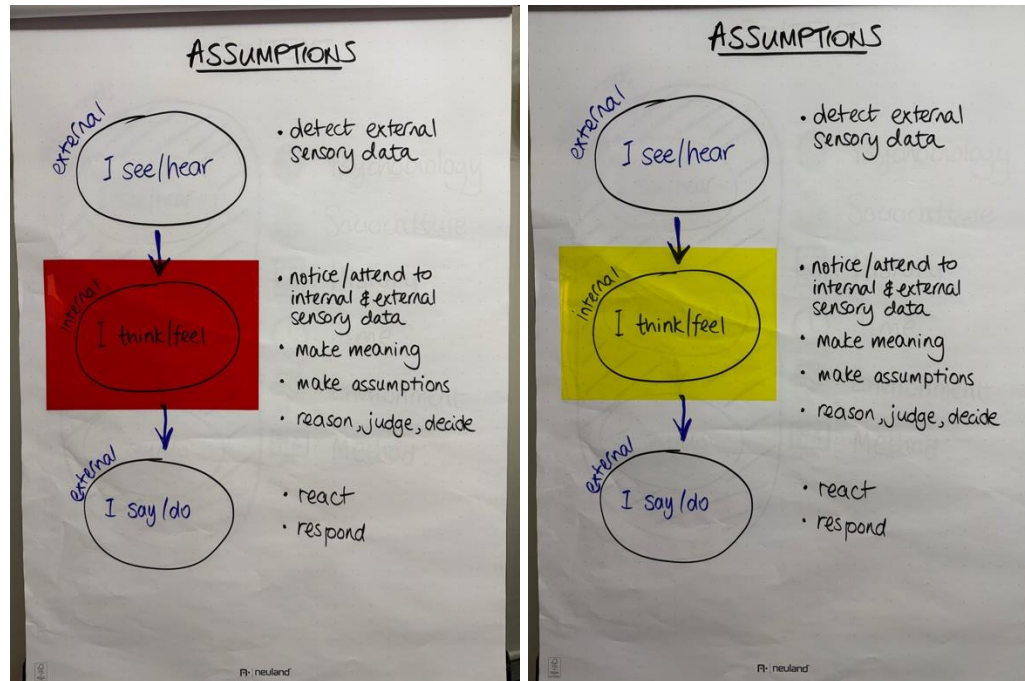 ASSUMPTIONS
external
I see/hear
• detect external
sensory data
internal
I think/feel
• notice/attend to
internal & external
sensory data
• make meaning
• make assumptions
• reason, judge, decide
external
I say/do
• react
• respond
neuland
ASSUMPTIONS
external
I see/hear
• detect external
sensory data
internal
I think/feel
• notice/attend to
internal & external
sensory data
• make meaning
• make assumptions
• reason, judge, decide
external
I say/do
• react
• respond
neuland